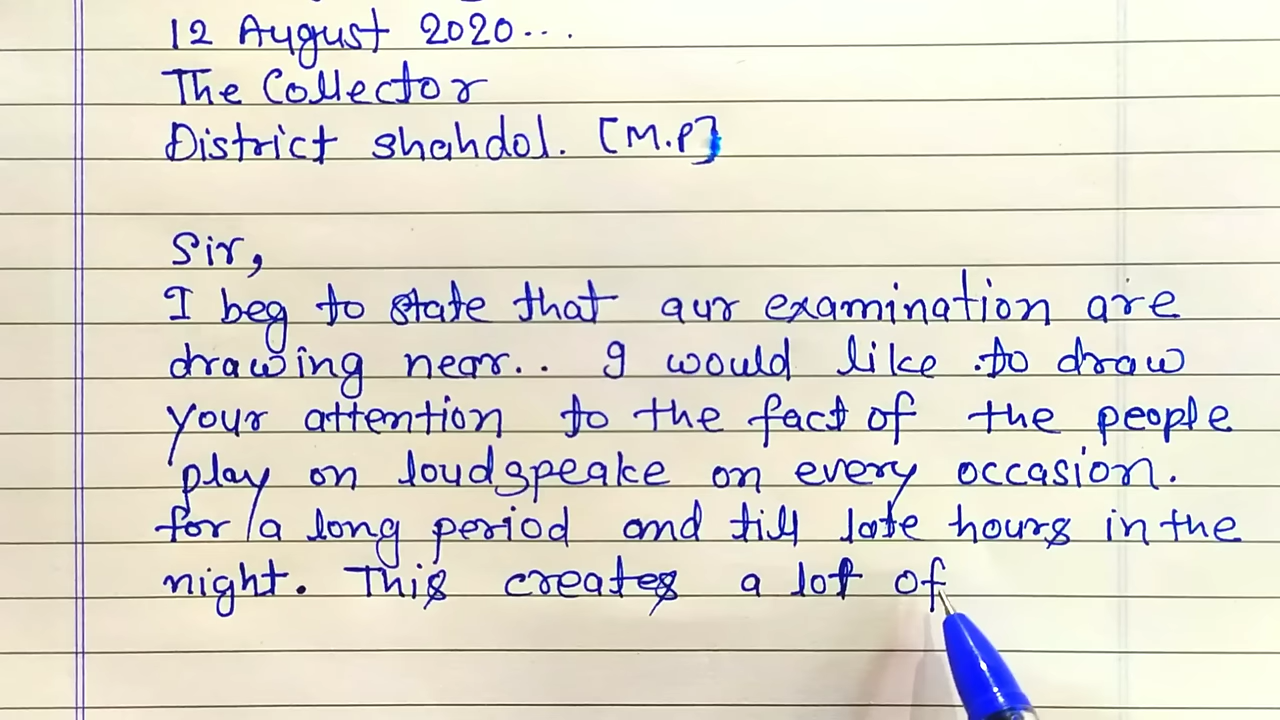 12 August 2020...
The Collector
District shahdol. [M.P]
Sir,
I beg to state that our examination are
drawing near.. I would like to draw
your attention to the fact of the people
play on loudspeake on every occasion.
for a long period and till late hours in the
night. This creates a lot of